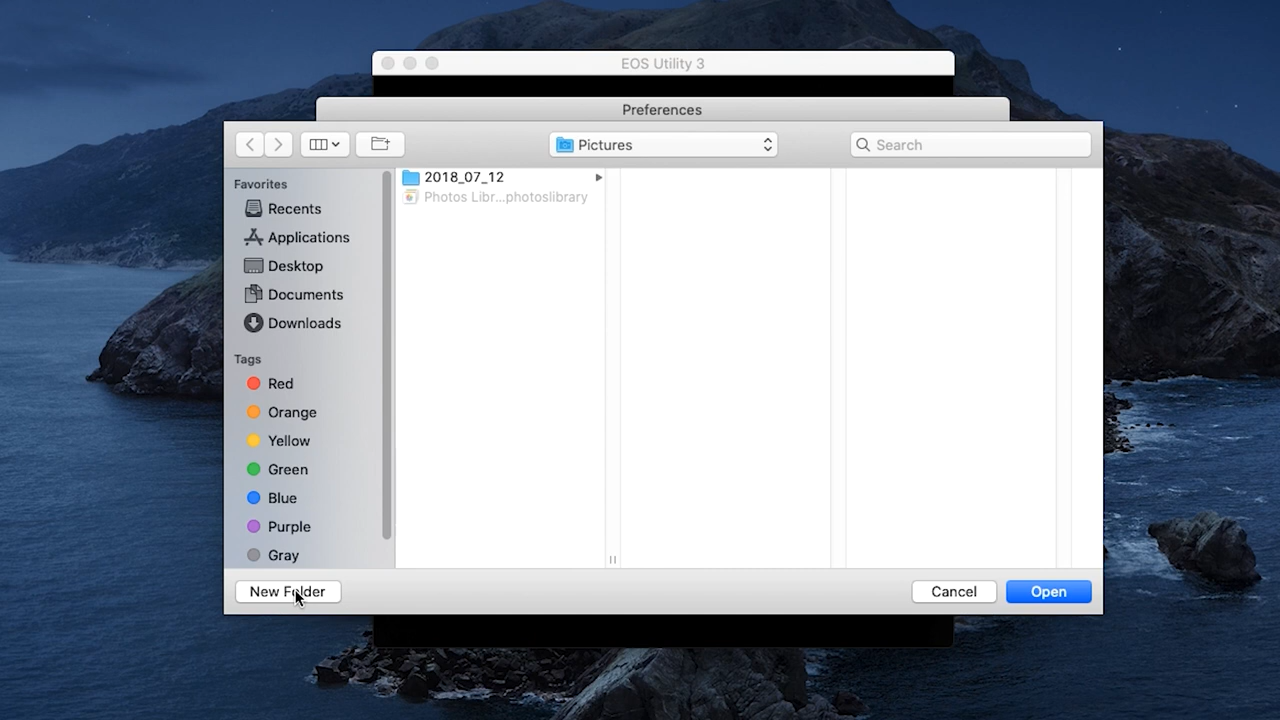 EOS Utility 3
Preferences
Pictures
Search
Favorites
Recents
Applications
Desktop
Documents
Downloads
Tags
Red
Orange
Yellow
Green
Blue
Purple
Gray
2018_07_12
Photos Libr...photoslibrary
New Folder
Cancel
Open